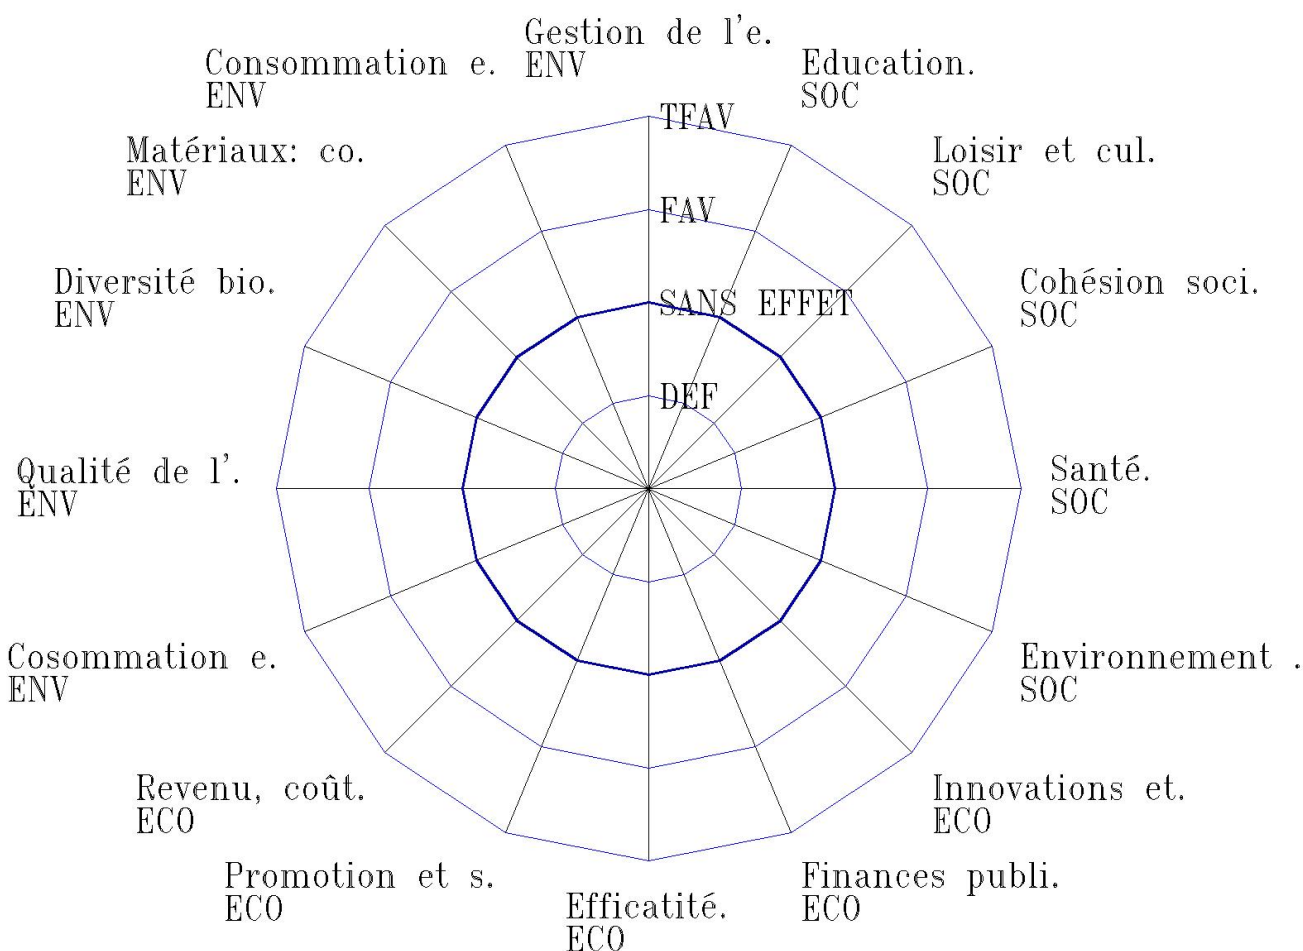 Gestion de l'e.
ENV
Consommation e.
ENV
Education.
SOC
TFAV
Matériaux: co.
ENV
Loisir et cul.
SOC
FAV
Diversité bio.
ENV
Cohésion soci.
SOC
SANS EFFET
DEF
Qualité de l'.
ENV
Santé.
SOC
Cosommation e.
ENV
Environnement .
SOC
Revenu, coût.
ECO
Innovations et.
ECO
Promotion et s.
ECO
Finances publi.
ECO
Efficatité.
ECO